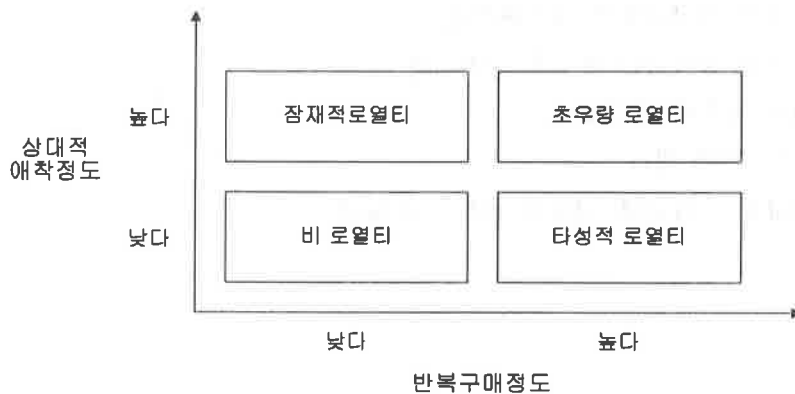 높다
잠재적로열티
초우량 로열티
상대적
애착정도
낮다
비 로열티
타성적 로열티
낮다
높다
반복구매정도